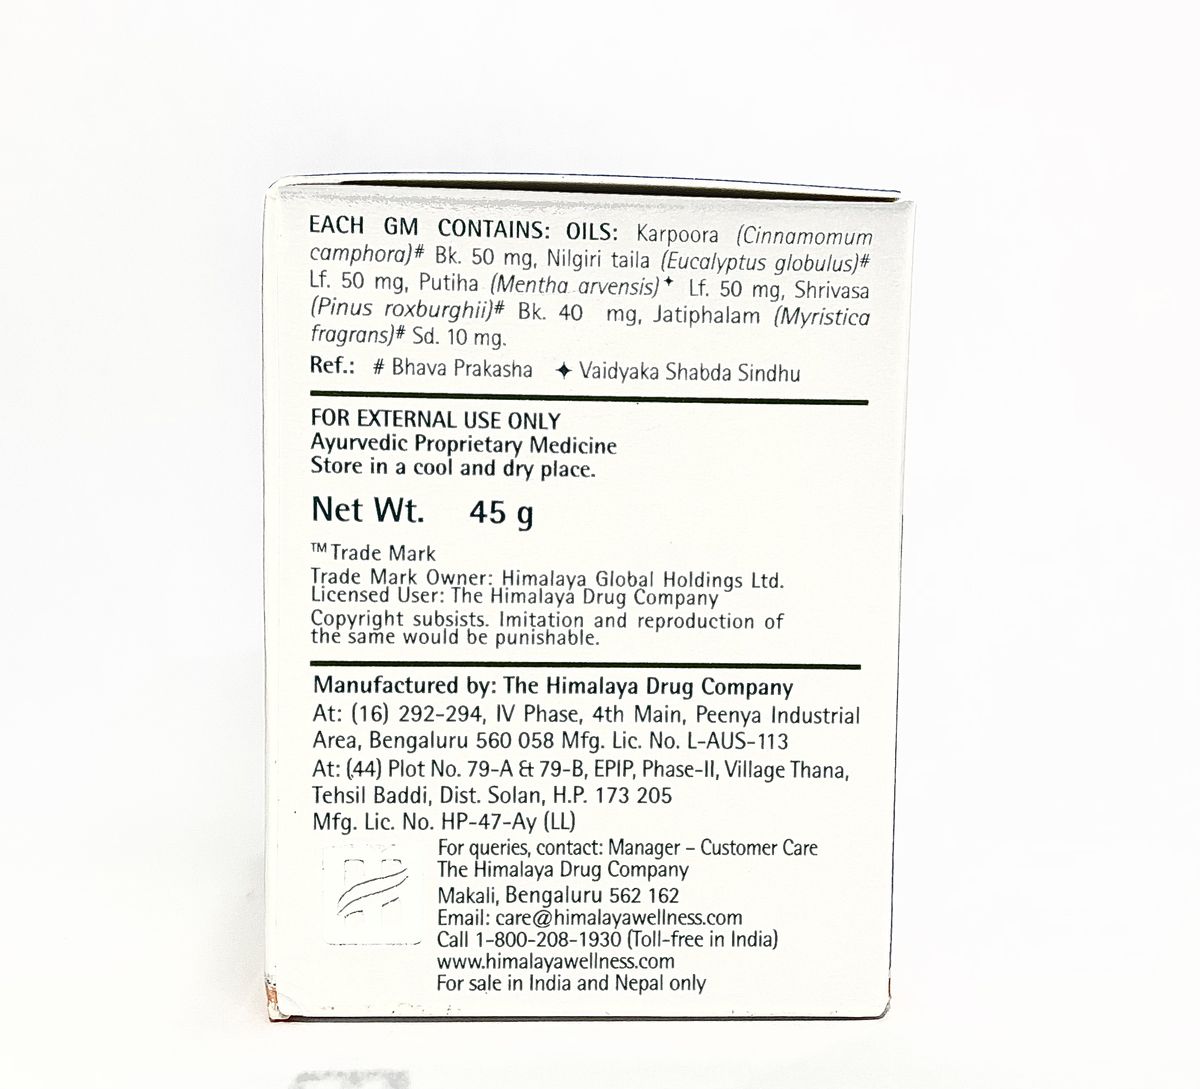 EACH GM CONTAINS: OILS: Karpoora (Cinnamomum
camphora)# Bk. 50 mg, Nilgiri taila (Eucalyptus globulus)#
Lf. 50 mg, Putiha (Mentha arvensis)✦ Lf. 50 mg, Shrivasa
(Pinus roxburghii)# Bk. 40 mg, Jatiphalam (Myristica
fragrans)# Sd. 10 mg.
Ref.: # Bhava Prakasha ✦ Vaidyaka Shabda Sindhu
FOR EXTERNAL USE ONLY
Ayurvedic Proprietary Medicine
Store in a cool and dry place.
Net Wt. 45 g
™ Trade Mark
Trade Mark Owner: Himalaya Global Holdings Ltd.
Licensed User: The Himalaya Drug Company
Copyright subsists. Imitation and reproduction of
the same would be punishable.
Manufactured by: The Himalaya Drug Company
At: (16) 292-294, IV Phase, 4th Main, Peenya Industrial
Area, Bengaluru 560 058 Mfg. Lic. No. L-AUS-113
At: (44) Plot No. 79-A & 79-B, EPIP, Phase-II, Village Thana,
Tehsil Baddi, Dist. Solan, H.P. 173 205
Mfg. Lic. No. HP-47-Ay (LL)
For queries, contact: Manager – Customer Care
The Himalaya Drug Company
Makali, Bengaluru 562 162
Email: care@himalayawellness.com
Call 1-800-208-1930 (Toll-free in India)
www.himalayawellness.com
For sale in India and Nepal only